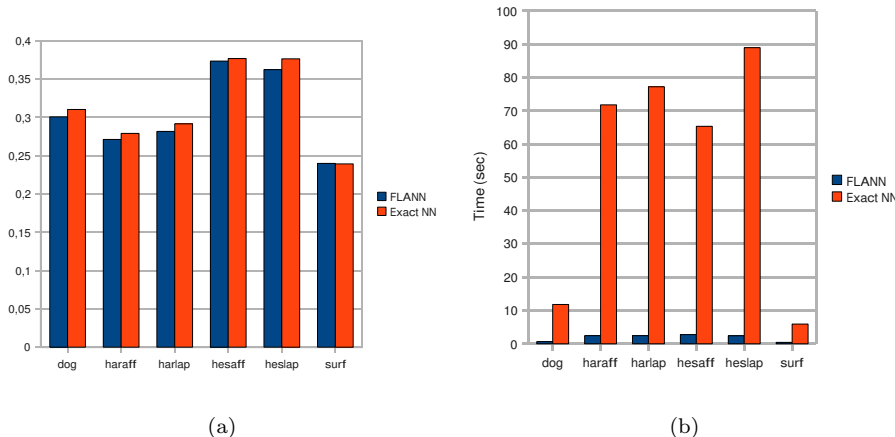 0,4
0,35
0,3
0,25
0,2
0,15
0,1
0,05
0
dog haraff harlap hesaff heslap surf
FLANN
Exact NN
(a)
Time (sec)
100
90
80
70
60
50
40
30
20
10
0
dog haraff harlap hesaff heslap surf
FLANN
Exact NN
(b)